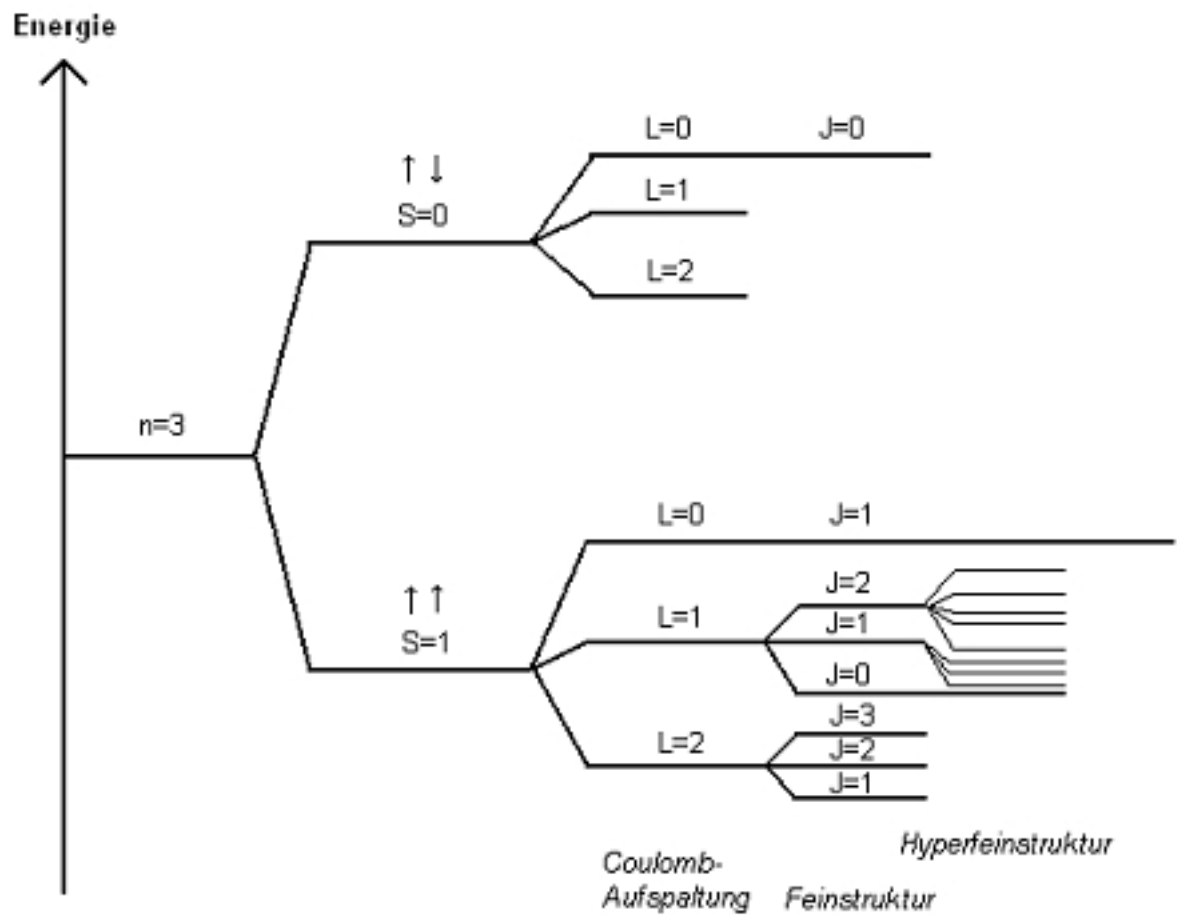 Energie
L=0 J=0
↑ ↓
S=0
L=1
L=2
n=3
L=0 J=1
↑ ↑
S=1
L=1
J=2
J=1
J=0
L=2
J=3
J=2
J=1
Hyperfeinstruktur
Coulomb-
Aufspaltung Feinstruktur